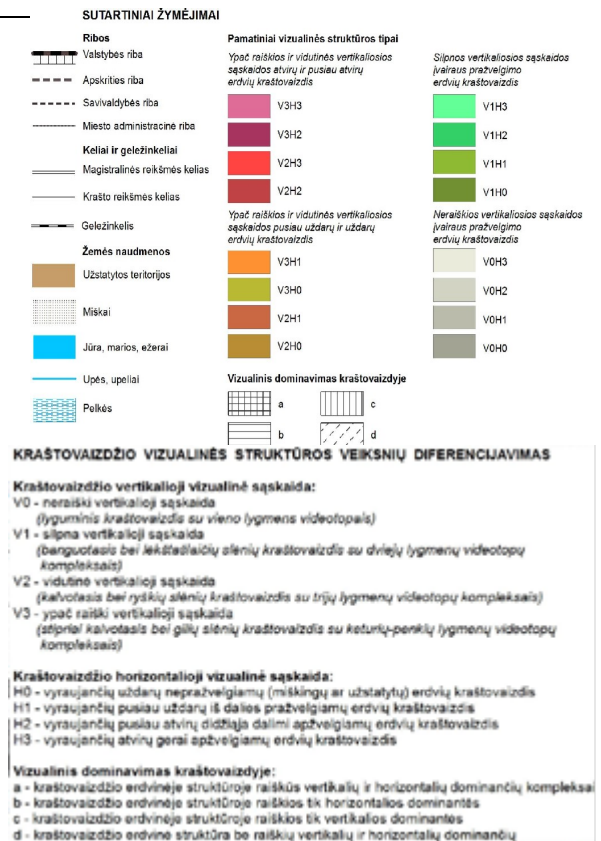 SUTARTINIAI ŽYMĖJIMAI
Ribos
Valstybės riba
Apskrities riba
Savivaldybės riba
Miesto administracinė riba
Keliai ir geležinkeliai
Magistralinės reikšmės kelias
Krašto reikšmės kelias
Geležinkelis
Žemės naudmenos
Užstatytos teritorijos
Miškai
Jūra, marios, ežerai
Upės, upeliai
Pelkės
Pamatiniai vizualinės struktūros tipai
Ypač raiškios ir vidutinės vertikaliosios
sąskaidos atvirų ir pusiau atvirų
erdvių kraštovaizdis
V3H3
V3H2
V2H3
V2H2
Ypač raiškios ir vidutinės vertikaliosios
sąskaidos pusiau uždarų ir uždarų
erdvių kraštovaizdis
V3H1
V3H0
V2H1
V2H0
Silpnos vertikaliosios sąskaidos
įvairaus pražvelgimo
erdvių kraštovaizdis
V1H3
V1H2
V1H1
V1H0
Neraiškios vertikaliosios sąskaidos
įvairaus pražvelgimo
erdvių kraštovaizdis
V0H3
V0H2
V0H1
V0H0
Vizualinis dominavimas kraštovaizdyje
a
c
b
d
KRAŠTOVAIZDŽIO VIZUALINĖS STRUKTŪROS VEIKSNIŲ DIFERENCIJAVIMAS
Kraštovaizdžio vertikalioji vizualinė sąskaida:
V0 - neraiški vertikalioji sąskaida
(lyguminis kraštovaizdis su vieno lygmens videotopais)
V1 - silpna vertikalioji sąskaida
(banguotasis bei lėkštašlaičių slėnių kraštovaizdis su dviejų lygmenų videotopų
kompleksais)
V2 - vidutinė vertikalioji sąskaida
(kalvotasis bei ryškių slėnių kraštovaizdis su trijų lygmenų videotopų kompleksais)
V3 - ypač raiški vertikalioji sąskaida
(stipriai kalvotasis bei gilių slėnių kraštovaizdis su keturių-penkių lygmenų videotopų
kompleksais)
Kraštovaizdžio horizontalioji vizualinė sąskaida:
H0 - vyraujančių uždarų nepražvelgiamų (miškingų ar užstatytų) erdvių kraštovaizdis
H1 - vyraujančių pusiau uždarų iš dalies pražvelgiamų erdvių kraštovaizdis
H2 - vyraujančių pusiau atvirų didžiąja dalimi apžvelgiamų erdvių kraštovaizdis
H3 - vyraujančių atvirų gerai apžvelgiamų erdvių kraštovaizdis
Vizualinis dominavimas kraštovaizdyje:
a - kraštovaizdžio erdvinėje struktūroje raiškūs vertikalių ir horizontalių dominančių kompleksai
b - kraštovaizdžio erdvinėje struktūroje raiškios tik horizontalios dominantės
c - kraštovaizdžio erdvinėje struktūroje raiškios tik vertikalios dominantės
d - kraštovaizdžio erdvinė struktūra be raiškių vertikalių ir horizontalių dominančių